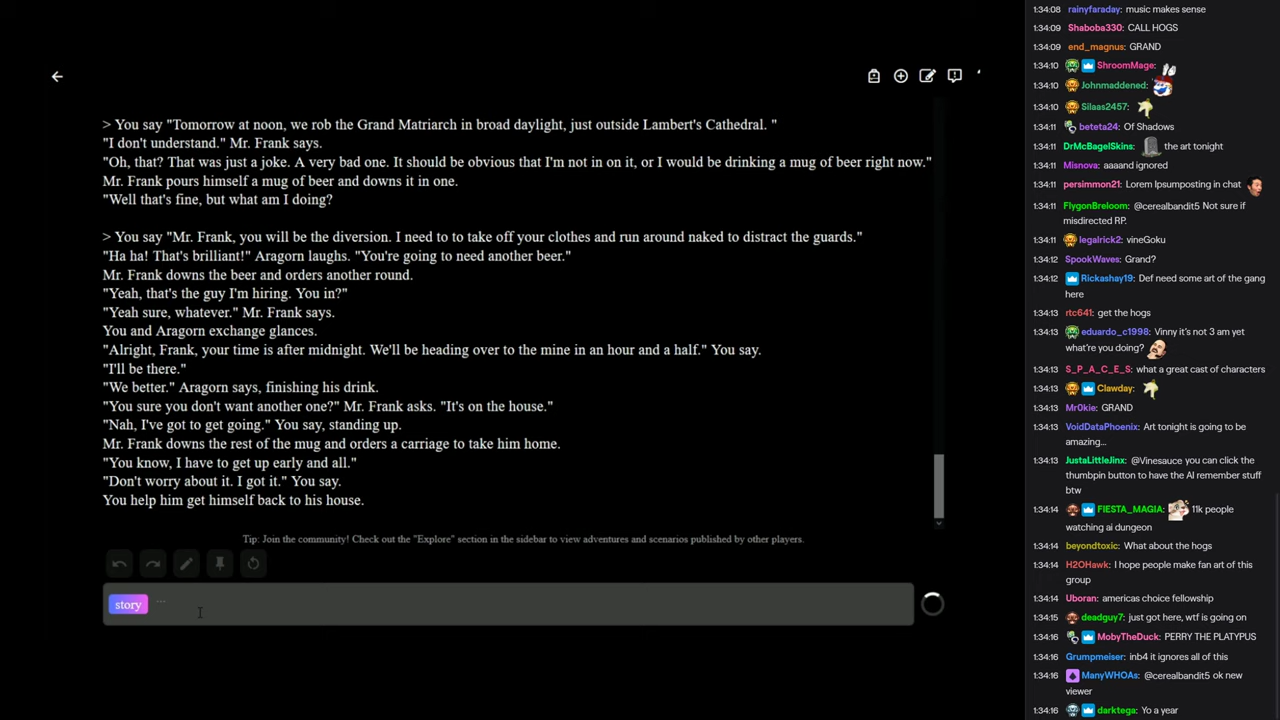 > You say "Tomorrow at noon, we rob the Grand Matriarch in broad daylight, just outside Lambert's Cathedral. "
"I don't understand." Mr. Frank says.
"Oh, that? That was just a joke. A very bad one. It should be obvious that I'm not in on it, or I would be drinking a mug of beer right now."
Mr. Frank pours himself a mug of beer and downs it in one.
"Well that's fine, but what am I doing?
> You say "Mr. Frank, you will be the diversion. I need to to take off your clothes and run around naked to distract the guards."
"Ha ha! That's brilliant!" Aragorn laughs. "You're going to need another beer."
Mr. Frank downs the beer and orders another round.
"Yeah, that's the guy I'm hiring. You in?"
"Yeah sure, whatever." Mr. Frank says.
You and Aragorn exchange glances.
"Alright, Frank, your time is after midnight. We'll be heading over to the mine in an hour and a half." You say.
"I'll be there."
"We better." Aragorn says, finishing his drink.
"You sure you don't want another one?" Mr. Frank asks. "It's on the house."
"Nah, I've got to get going." You say, standing up.
Mr. Frank downs the rest of the mug and orders a carriage to take him home.
"You know, I have to get up early and all."
"Don't worry about it. I got it." You say.
You help him get himself back to his house.
Tip: Join the community! Check out the "Explore" section in the sidebar to view adventures and scenarios published by other players.
story ...
1:34:08 rainyfaraday: music makes sense
1:34:09 Shaboba330: CALL HOGS
1:34:09 end_magnus: GRAND
1:34:10 ShroomMage:
1:34:10 Johnmaddened:
1:34:10 Silaas2457:
1:34:11 beteta24: Of Shadows
1:34:11 DrMcBagelSkins: the art tonight
1:34:11 Misnova: aaaand ignored
1:34:11 persimmon21: Lorem Ipsumposting in chat
1:34:11 FlygonBreloom: @cerealbandit5 Not sure if
misdirected RP.
1:34:11 legalrick2: vineGoku
1:34:12 SpookWaves: Grand?
1:34:12 Rickashay19: Def need some art of the gang
here
1:34:13 rtc641: get the hogs
1:34:13 eduardo_c1998: Vinny it's not 3 am yet
what're you doing?
1:34:13 S_P_A_C_E_S: what a great cast of characters
1:34:13 Clawday:
1:34:13 Mr0kie: GRAND
1:34:13 VoidDataPhoenix: Art tonight is going to be
amazing...
1:34:13 JustaLittleJinx: @Vinesauce you can click the
thumbpin button to have the AI remember stuff
btw
1:34:14 FIESTA_MAGIA: 11k people
watching ai dungeon
1:34:14 beyondtoxic: What about the hogs
1:34:14 H2OHawk: I hope people make fan art of this
group
1:34:14 Uboran: americas choice fellowship
1:34:15 deadguy7: just got here, wtf is going on
1:34:16 MobyTheDuck: PERRY THE PLATYPUS
1:34:16 Grumpmeiser: inb4 it ignores all of this
1:34:16 ManyWHOAs: @cerealbandit5 ok new
viewer
1:34:16 darktega: Yo a year